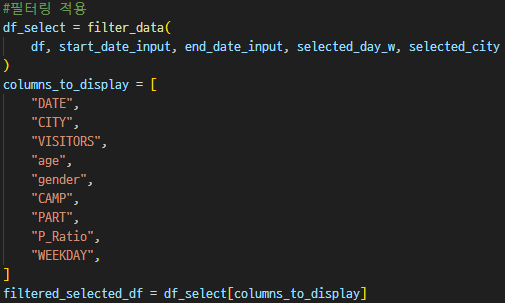 #필터링 적용
df_select = filter_data(
    df, start_date_input, end_date_input, selected_day_w, selected_city
)
columns_to_display = [
    "DATE",
    "CITY",
    "VISITORS",
    "age",
    "gender",
    "CAMP",
    "PART",
    "P_Ratio",
    "WEEKDAY",
]
filtered_selected_df = df_select[columns_to_display]